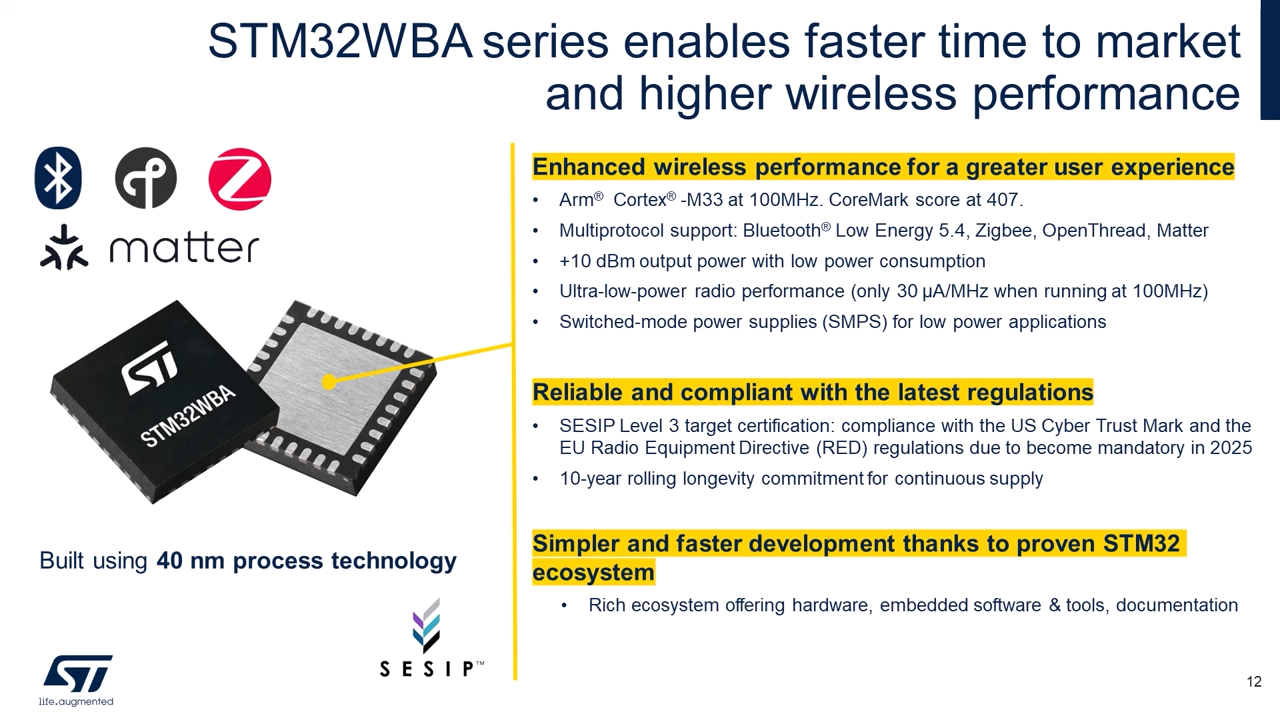 STM32WBA series enables faster time to market
and higher wireless performance
matter
ST
STM32WBA
Built using 40 nm process technology
SESIP™
Enhanced wireless performance for a greater user experience
• Arm® Cortex® -M33 at 100MHz. CoreMark score at 407.
• Multiprotocol support: Bluetooth® Low Energy 5.4, Zigbee, OpenThread, Matter
• +10 dBm output power with low power consumption
• Ultra-low-power radio performance (only 30 µA/MHz when running at 100MHz)
• Switched-mode power supplies (SMPS) for low power applications
Reliable and compliant with the latest regulations
• SESIP Level 3 target certification: compliance with the US Cyber Trust Mark and the
EU Radio Equipment Directive (RED) regulations due to become mandatory in 2025
• 10-year rolling longevity commitment for continuous supply
Simpler and faster development thanks to proven STM32
ecosystem
• Rich ecosystem offering hardware, embedded software & tools, documentation
ST
life.augmented
12